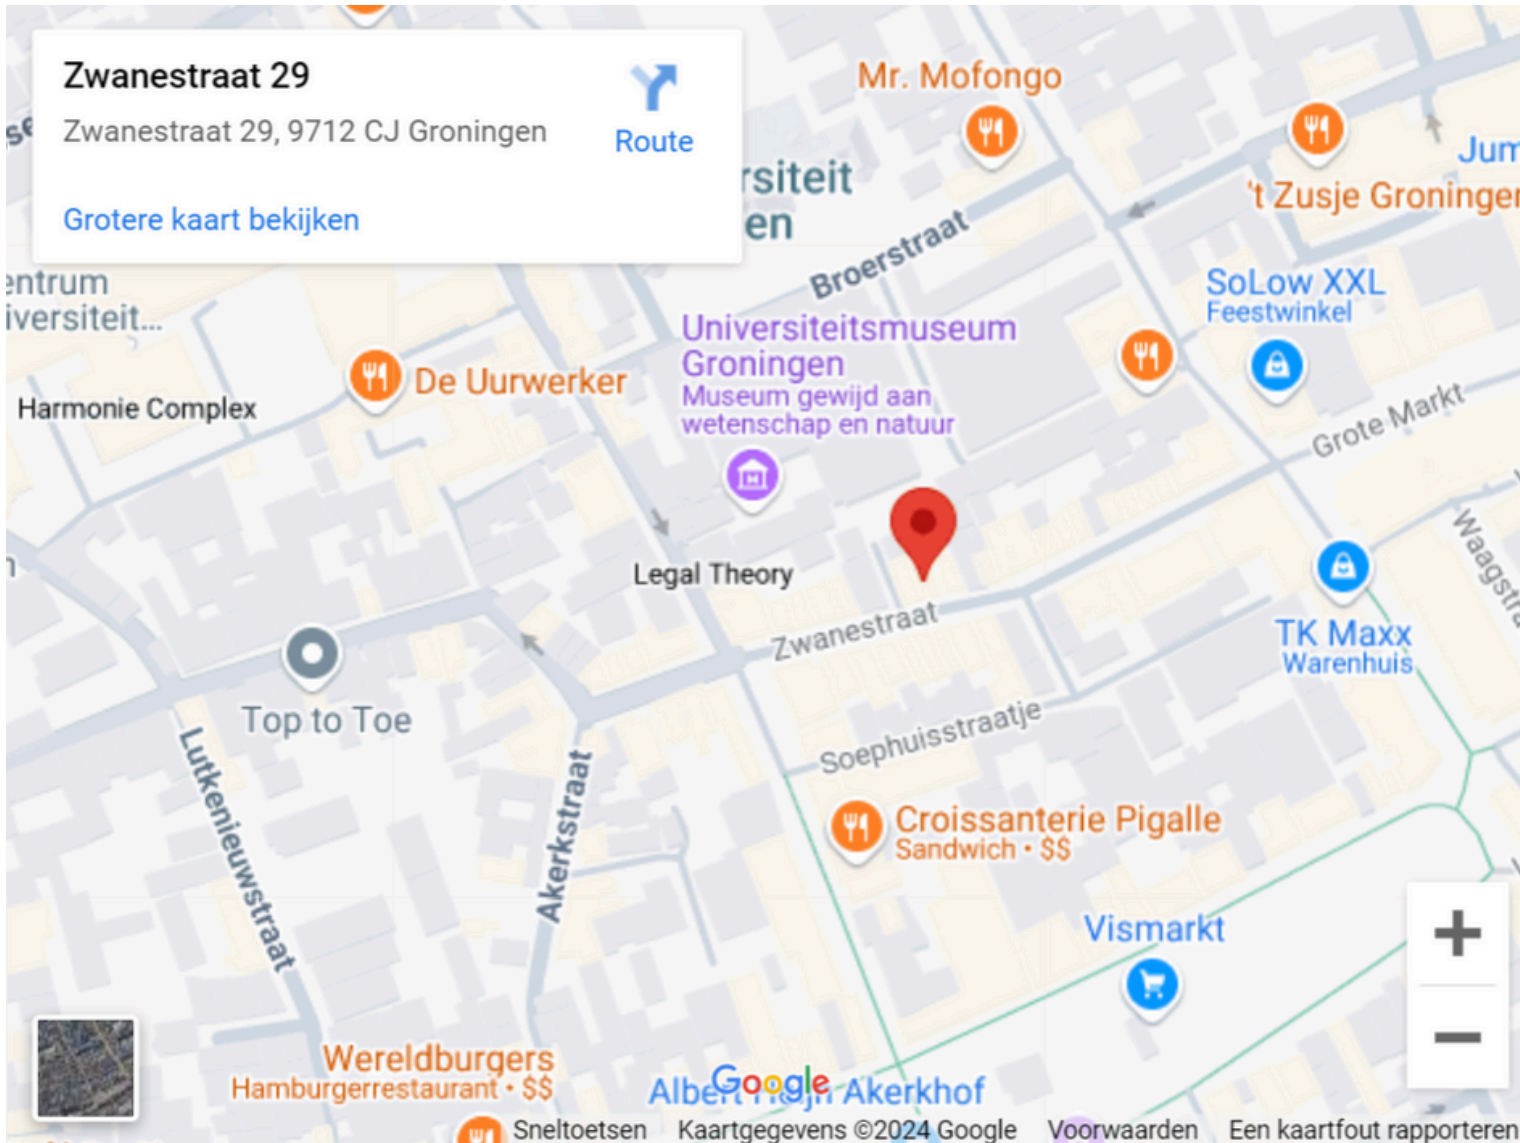 Zwanestraat 29
Zwanestraat 29, 9712 CJ Groningen
Route
Grotere kaart bekijken
Mr. Mofongo
't Zusje Groningen
Broerstraat
SoLow XXL
Feestwinkel
Universiteitsmuseum
Groningen
Museum gewijd aan
wetenschap en natuur
De Uurwerker
Harmonie Complex
Grote Markt
Legal Theory
Zwanestraat
TK Maxx
Warenhuis
Top to Toe
Soephuisstraatje
Lutkenieuwstraat
Akerkstraat
Croissanterie Pigalle
Sandwich • $$
Vismarkt
Wereldburgers
Hamburgerrestaurant • $$
Google
Akerkhof
Sneltoetsen
Kaartgegevens ©2024 Google
Voorwaarden
Een kaartfout rapporteren